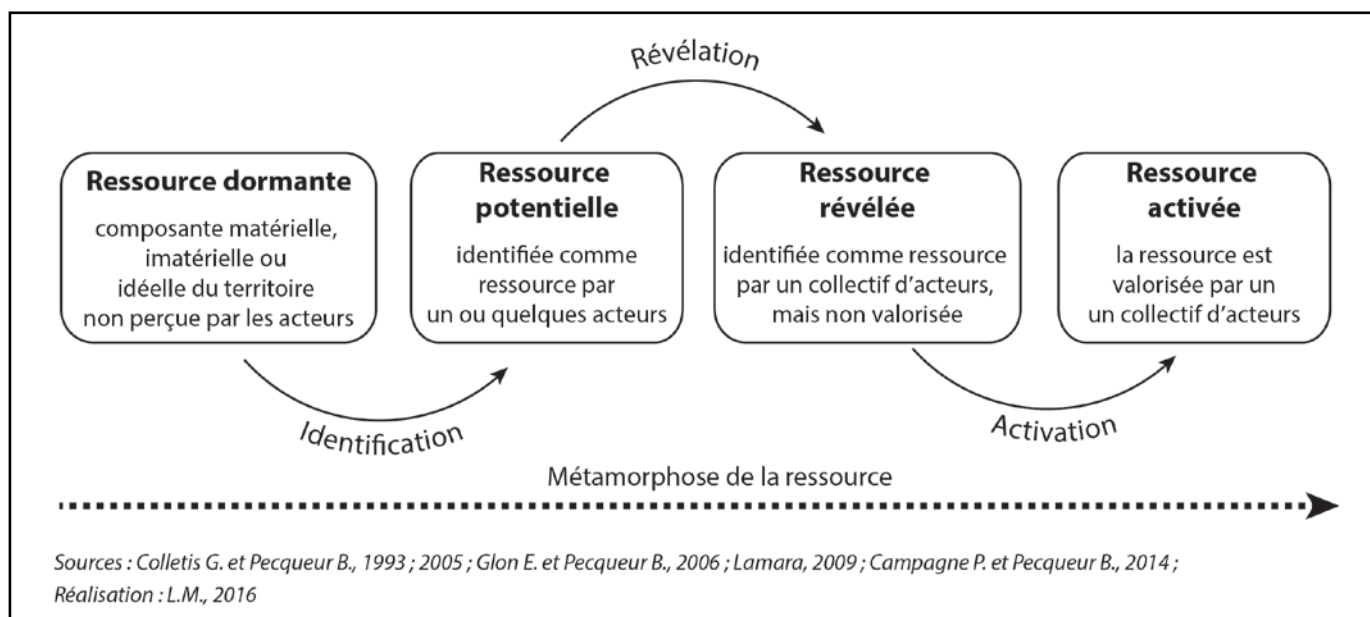 Révélation
Ressource dormante
composante matérielle,
imatérielle ou
idéelle du territoire
non perçue par les acteurs
Ressource
potentielle
identifiée comme
ressource par
un ou quelques acteurs
Ressource
révélée
identifiée comme ressource
par un collectif d'acteurs,
mais non valorisée
Ressource
activée
la ressource est
valorisée par un
un collectif d'acteurs
Identification
Activation
Métamorphose de la ressource
Sources : Colletis G. et Pecqueur B., 1993 ; 2005 ; Glon E. et Pecqueur B., 2006 ; Lamara, 2009 ; Campagne P. et Pecqueur B., 2014 ;
Réalisation : L.M., 2016